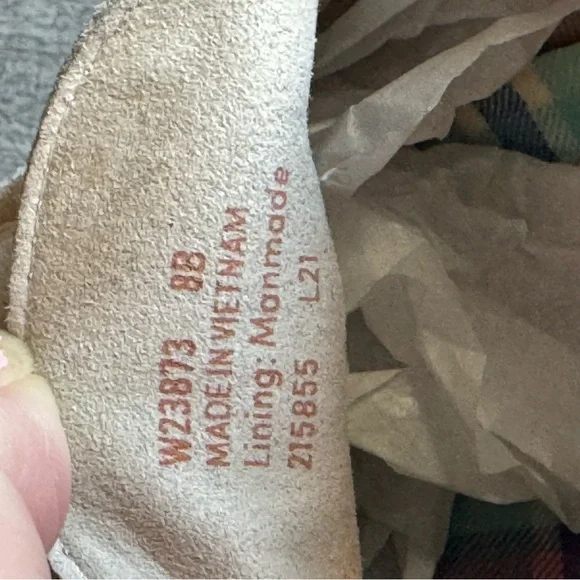 W23873 8B
MADE IN VIETNAM
Lining: Manmade
215855 L21